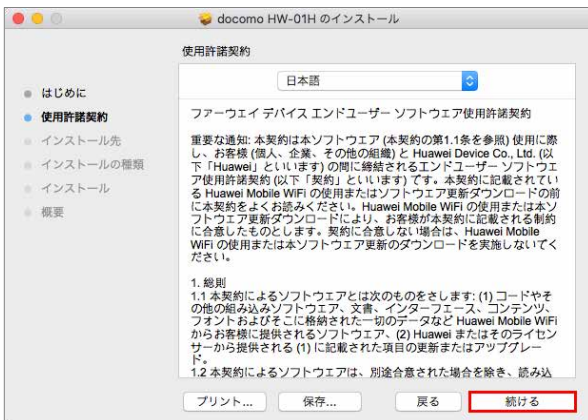 docomo HW-01H のインストール
使用許諾契約
日本語
はじめに
使用許諾契約
インストール先
インストールの種類
インストール
概要
ファーウェイ デバイス エンドユーザー ソフトウェア使用許諾契約
重要な通知: 本契約は本ソフトウェア (本契約の第1.1条を参照) 使用に際
し、お客様 (個人、企業、その他の組織) と Huawei Device Co., Ltd. (以
下「Huawei」といいます) の間に締結されるエンドユーザー ソフトウェ
ア使用許諾契約 (以下「契約」といいます) です。本契約に記載されてい
る Huawei Mobile WiFi の使用またはソフトウェア更新ダウンロードの前
に本契約をよくお読みください。Huawei Mobile WiFi の使用または本ソ
フトウェア更新ダウンロードにより、お客様が本契約に記載される制約
に合意したものとします。契約に合意しない場合は、Huawei Mobile
WiFi の使用または本ソフトウェア更新のダウンロードを実施しないでく
ださい。
1. 総則
1.1 本契約によるソフトウェアとは次のものをさします: (1) コードやそ
の他の組み込みソフトウェア、文書、インターフェース、コンテンツ、
フォントおよびそこに格納された一切のデータなど Huawei Mobile WiFi
からお客様に提供されるソフトウェア、(2) Huawei またはそのライセン
サーから提供される (1) に記載された項目の更新またはアップグレー
ド。
1.2 本契約によるソフトウェアは、別途合意された場合を除き、読み込
プリント...
保存...
戻る
続ける